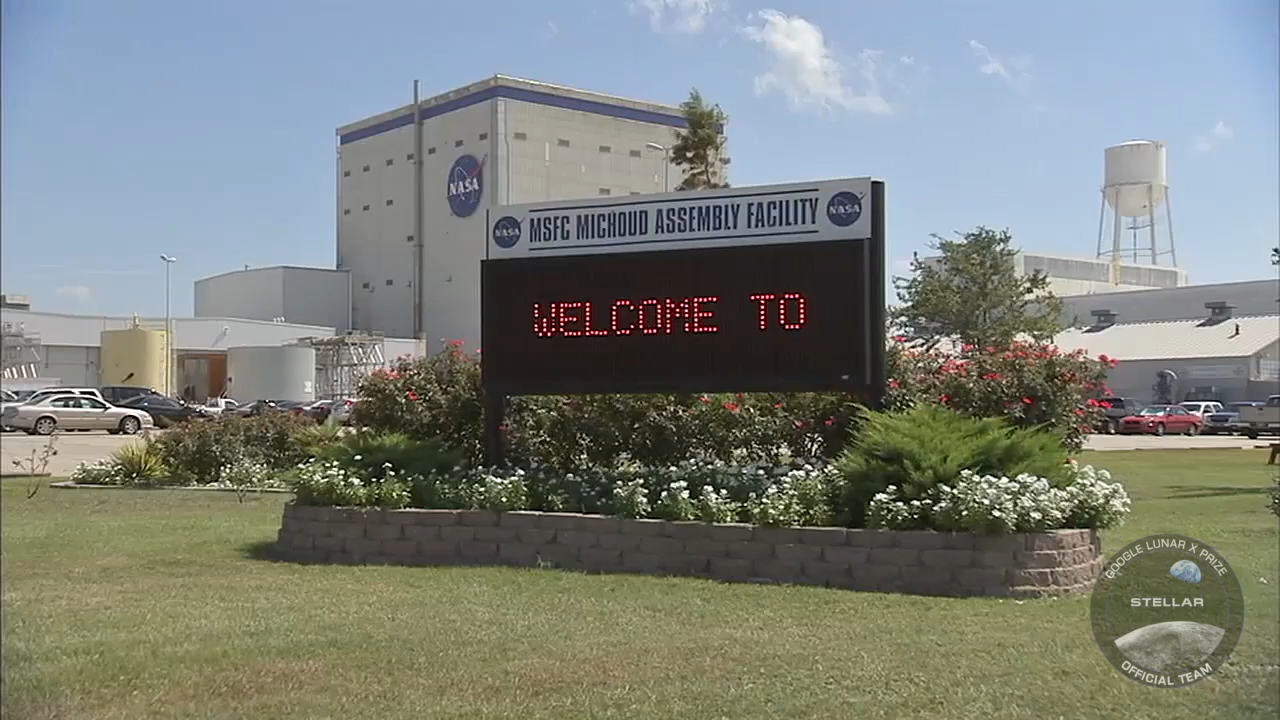 NASA
NASA MSFC MICHOUD ASSEMBLY FACILITY NASA
WELCOME TO
GOOGLE LUNAR X PRIZE
STELLAR
OFFICIAL TEAM